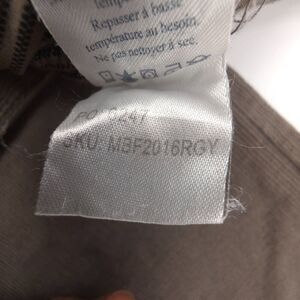 Repasser à basse
température au besoin.
Ne pas nettoyer à sec.
SKU: MBF2016RGY